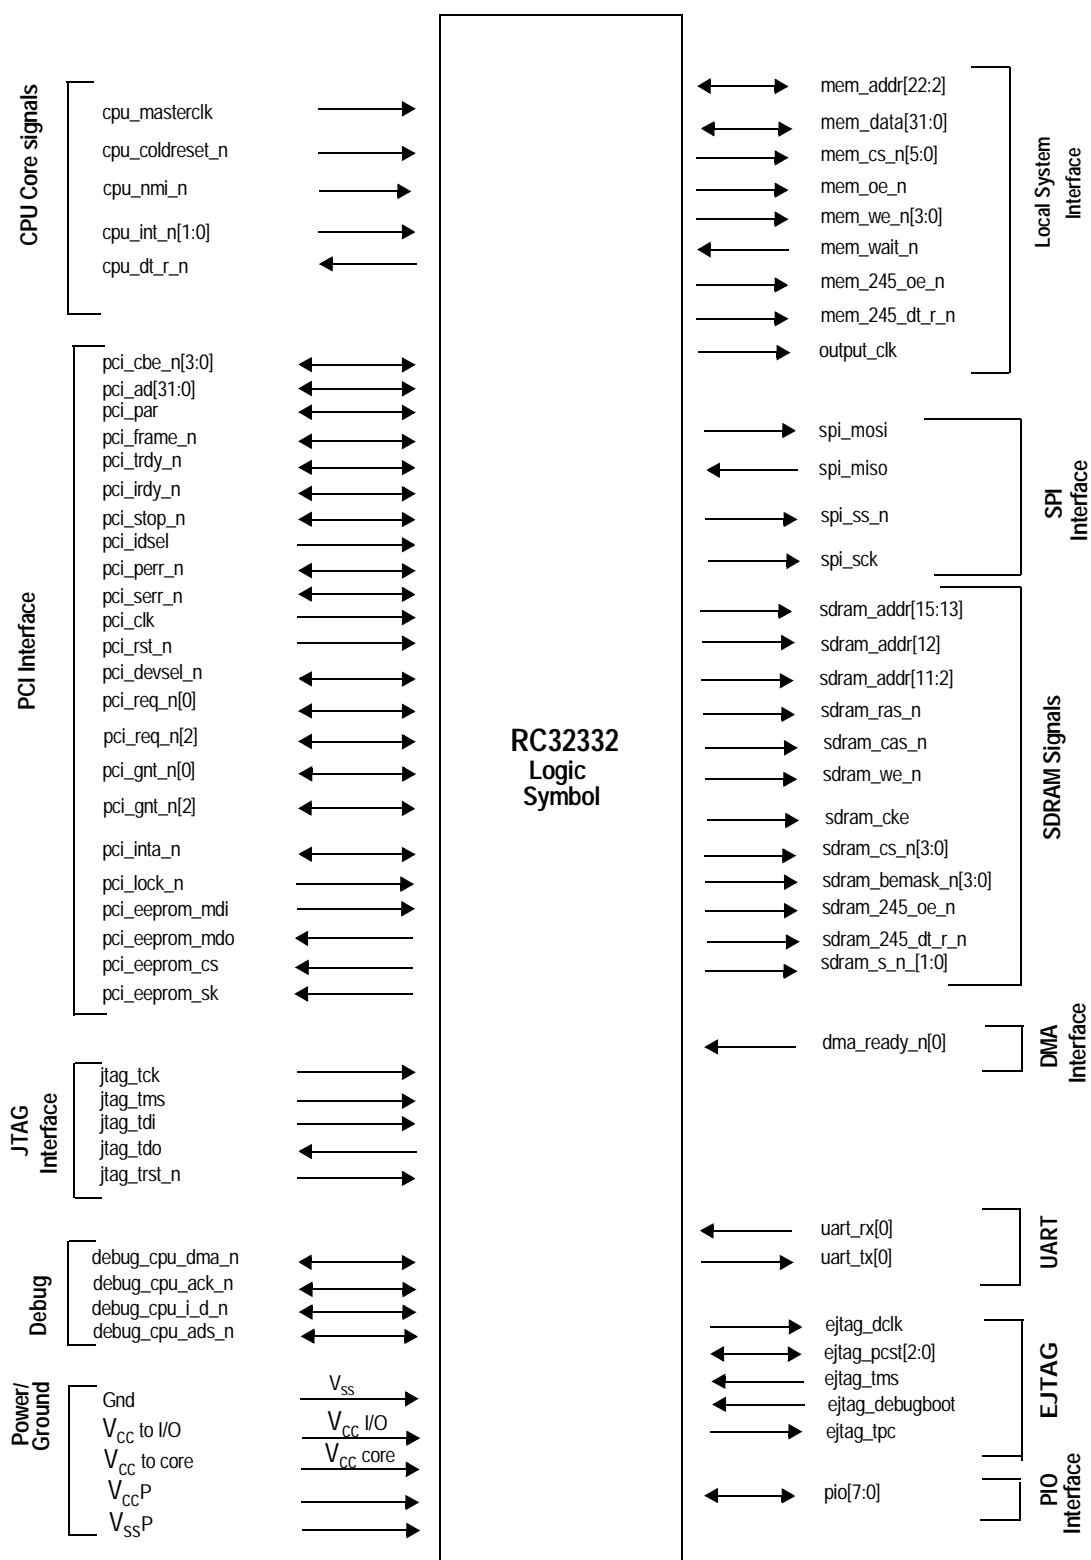 CPU Core signals
cpu_masterclk
cpu_coldreset_n
cpu_nmi_n
cpu_int_n[1:0]
cpu_dt_r_n
PCI Interface
pci_cbe_n[3:0]
pci_ad[31:0]
pci_par
pci_frame_n
pci_trdy_n
pci_irdy_n
pci_stop_n
pci_idsel
pci_perr_n
pci_serr_n
pci_clk
pci_rst_n
pci_devsel_n
pci_req_n[0]
pci_req_n[2]
pci_gnt_n[0]
pci_gnt_n[2]
pci_inta_n
pci_lock_n
pci_eeprom_mdi
pci_eeprom_mdo
pci_eeprom_cs
pci_eeprom_sk
JTAG
Interface
jtag_tck
jtag_tms
jtag_tdi
jtag_tdo
jtag_trst_n
Debug
debug_cpu_dma_n
debug_cpu_ack_n
debug_cpu_i_d_n
debug_cpu_ads_n
Power/
Ground
Gnd
VSS
VCC to I/O
VCC I/O
VCC to core
VCC core
VCCP
VSSP
RC32332
Logic
Symbol
Local System
Interface
mem_addr[22:2]
mem_data[31:0]
mem_cs_n[5:0]
mem_oe_n
mem_we_n[3:0]
mem_wait_n
mem_245_oe_n
mem_245_dt_r_n
output_clk
SPI
Interface
spi_mosi
spi_miso
spi_ss_n
spi_sck
SDRAM Signals
sdram_addr[15:13]
sdram_addr[12]
sdram_addr[11:2]
sdram_ras_n
sdram_cas_n
sdram_we_n
sdram_cke
sdram_cs_n[3:0]
sdram_bemask_n[3:0]
sdram_245_oe_n
sdram_245_dt_r_n
sdram_s_n_[1:0]
DMA
Interface
dma_ready_n[0]
UART
uart_rx[0]
uart_tx[0]
EJTAG
ejtag_dclk
ejtag_pcst[2:0]
ejtag_tms
ejtag_debugboot
ejtag_tpc
PIO
Interface
pio[7:0]